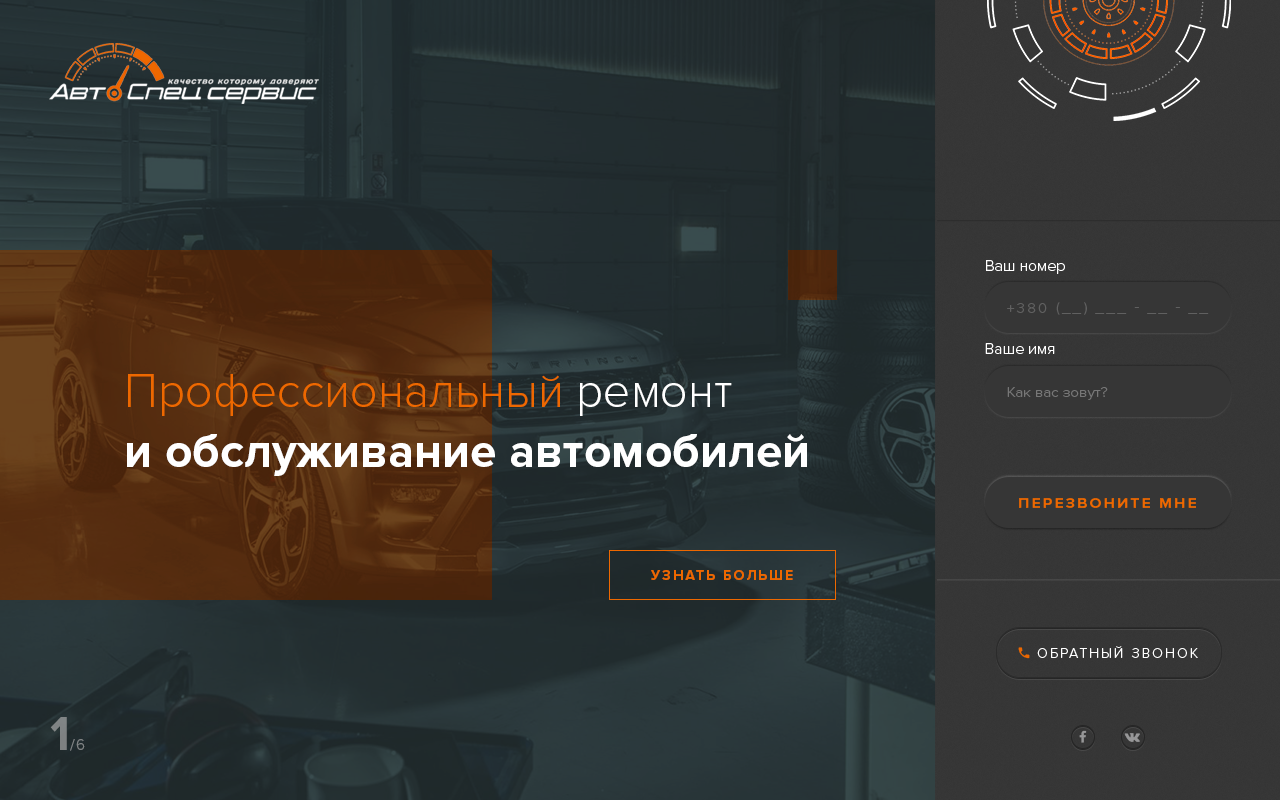 качество которому доверяют
Авто Спец сервис
Профессиональный ремонт
и обслуживание автомобилей
УЗНАТЬ БОЛЬШЕ
1/6
Ваш номер
+380 (__) ___ - __ - __
Ваше имя
Как вас зовут?
ПЕРЕЗВОНИТЕ МНЕ
ОБРАТНЫЙ ЗВОНОК